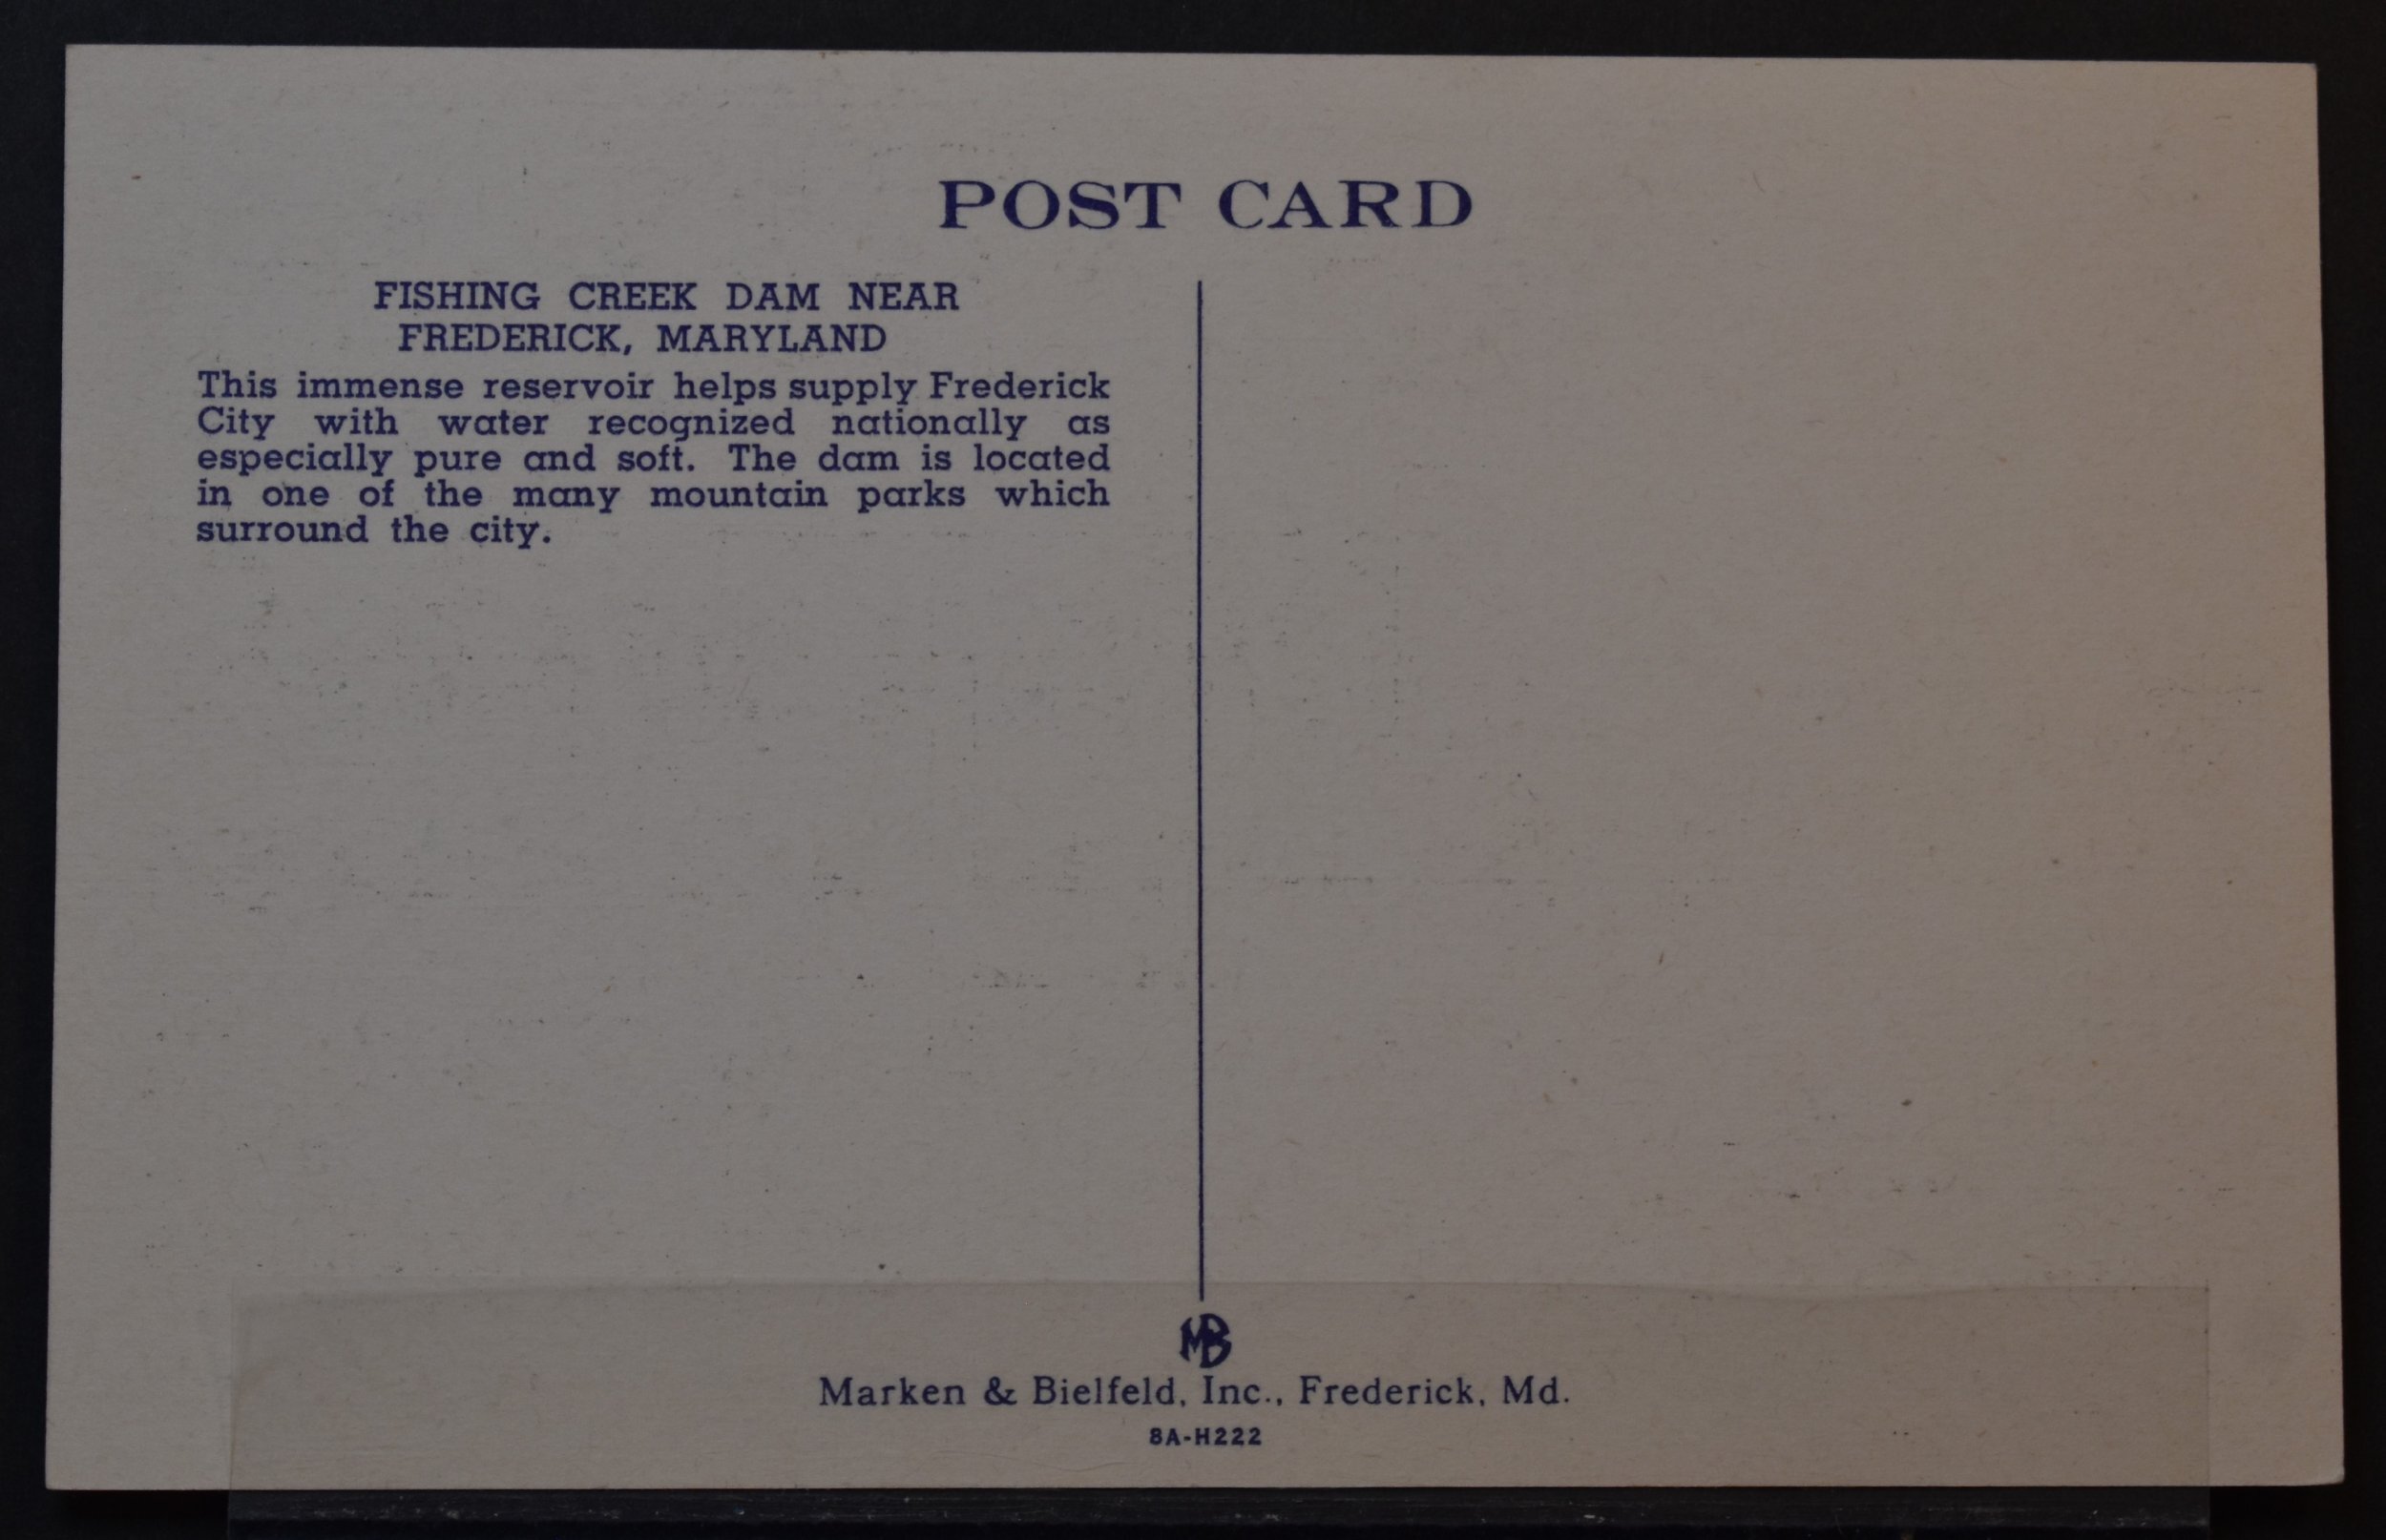 POST CARD
FISHING CREEK DAM NEAR
FREDERICK, MARYLAND
This immense reservoir helps supply Frederick
City with water recognized nationally as
especially pure and soft. The dam is located
in one of the many mountain parks which
surround the city.
MB
Marken & Bielfeld, Inc., Frederick, Md.
8A-H222